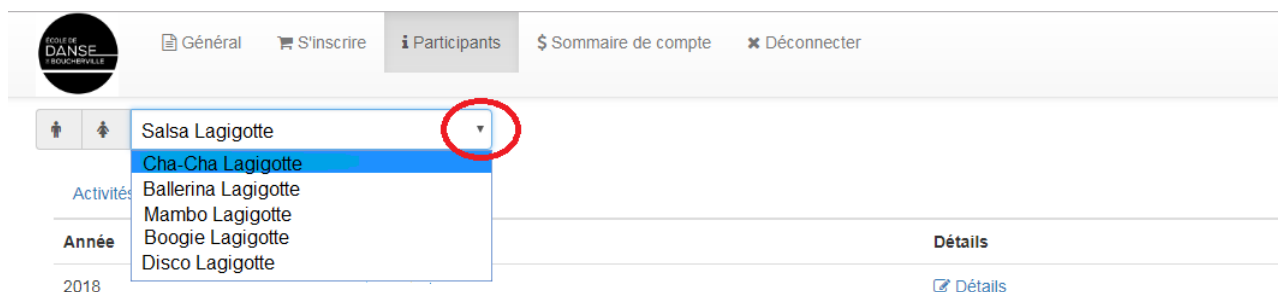 ÉCOLE DE
DANSE
DE BOUCHERVILLE
Général S'inscrire Participants $ Sommaire de compte Déconnecter
Salsa Lagigotte
Cha-Cha Lagigotte
Ballerina Lagigotte
Mambo Lagigotte
Boogie Lagigotte
Disco Lagigotte
Activités
Année Détails
2018 Détails